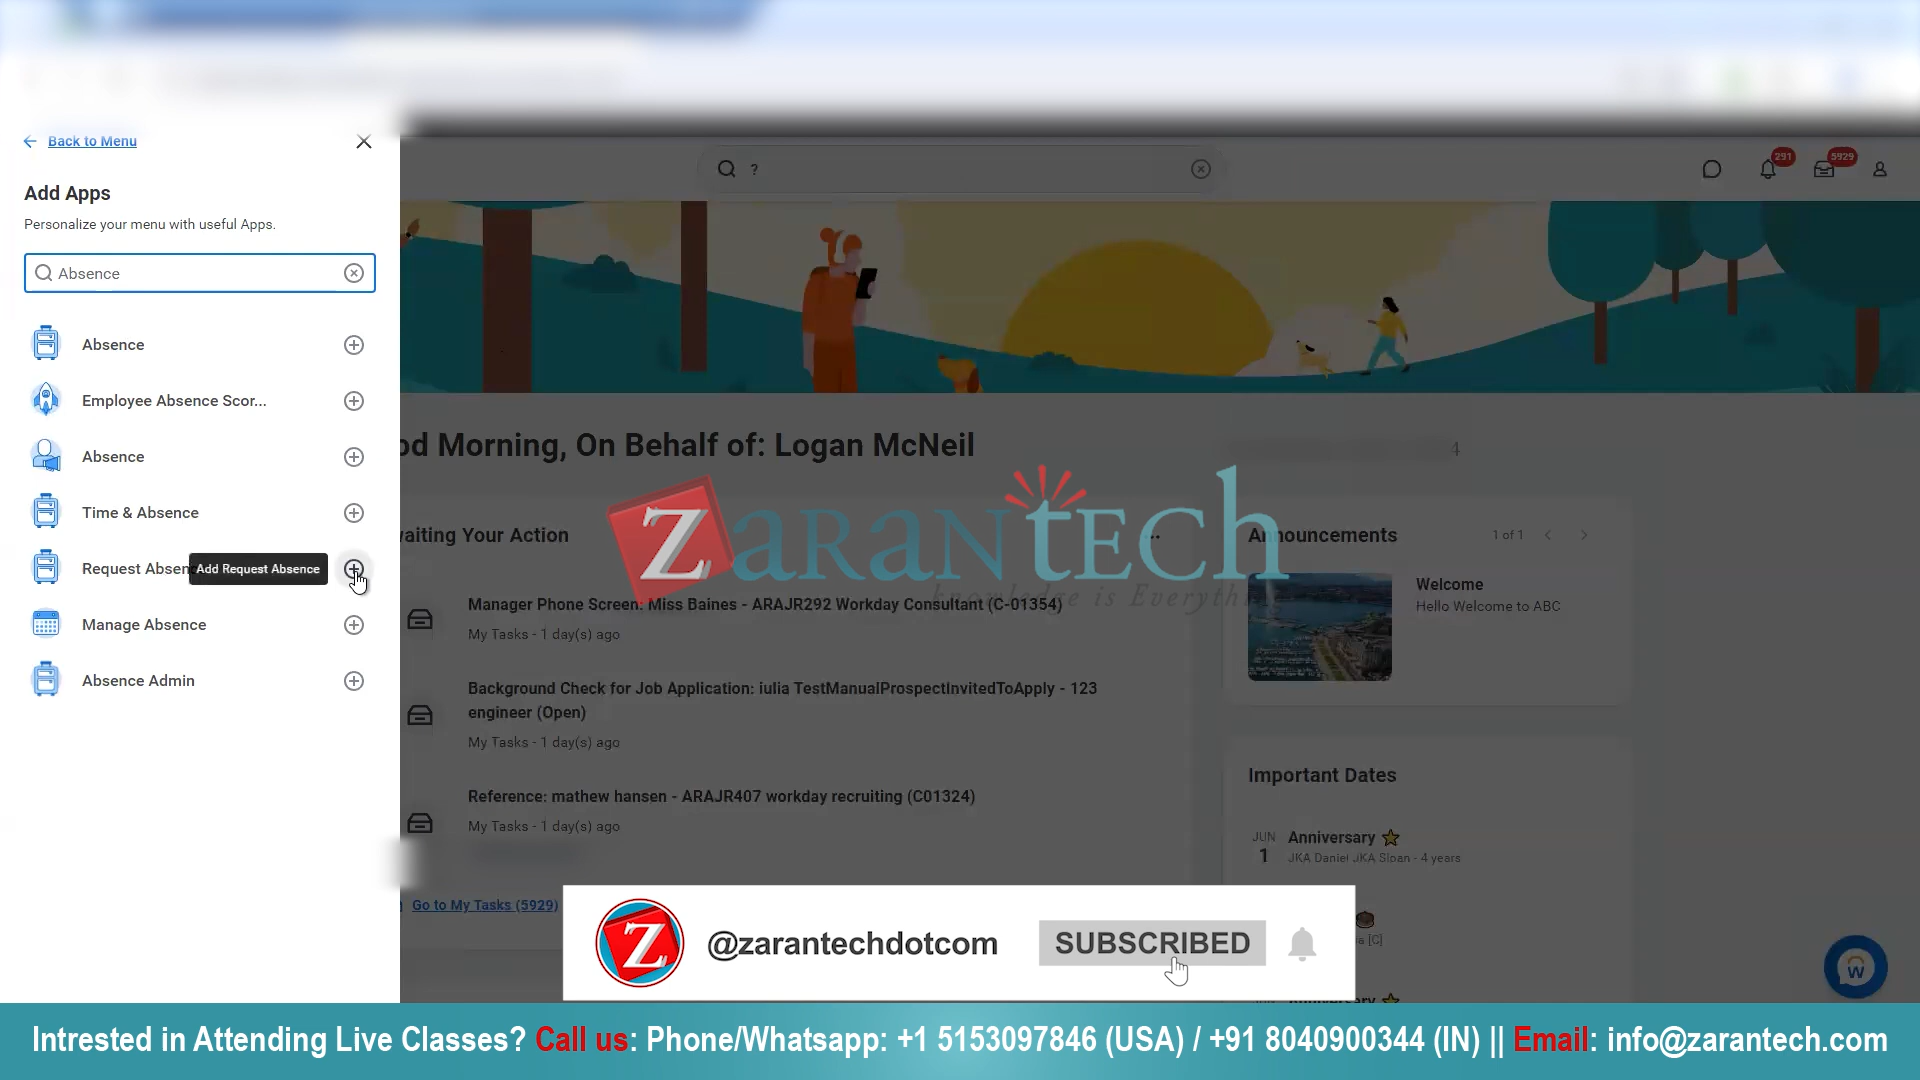 Back to Menu
Add Apps
Personalize your menu with useful Apps.
Absence
Absence
Employee Absence Scor...
Absence
Time & Absence
Request Absen
Add Request Absence
Manage Absence
Absence Admin
?
291
5929
od Morning, On Behalf of: Logan McNeil
4
waiting Your Action
Manager Phone Screen: Miss Baines - ARAJR292 Workday Consultant (C-01354)
My Tasks - 1 day(s) ago
Background Check for Job Application: iulia TestManualProspectInvitedToApply - 123
engineer (Open)
My Tasks - 1 day(s) ago
Reference: mathew hansen - ARAJR407 workday recruiting (C01324)
My Tasks - 1 day(s) ago
Go to My Tasks (5929)
Announcements
1 of 1
Welcome
Hello Welcome to ABC
Important Dates
JUN
1
Anniversary
JKA Daniel JKA Sloan - 4 years
a [C]
Anniversary
W
ZARANTECH
knowledge is Everythi
Z
@zarantechdotcom
SUBSCRIBED
Intrested in Attending Live Classes? Call us: Phone/Whatsapp: +1 5153097846 (USA) / +91 8040900344 (IN) || Email: info@zarantech.com